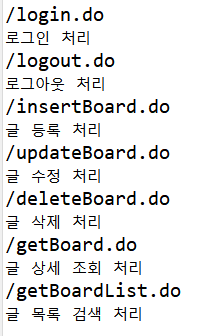 /login.do
로그인 처리
/logout.do
로그아웃 처리
/insertBoard.do
글 등록 처리
/updateBoard.do
글 수정 처리
/deleteBoard.do
글 삭제 처리
/getBoard.do
글 상세 조회 처리
/getBoardList.do
글 목록 검색 처리